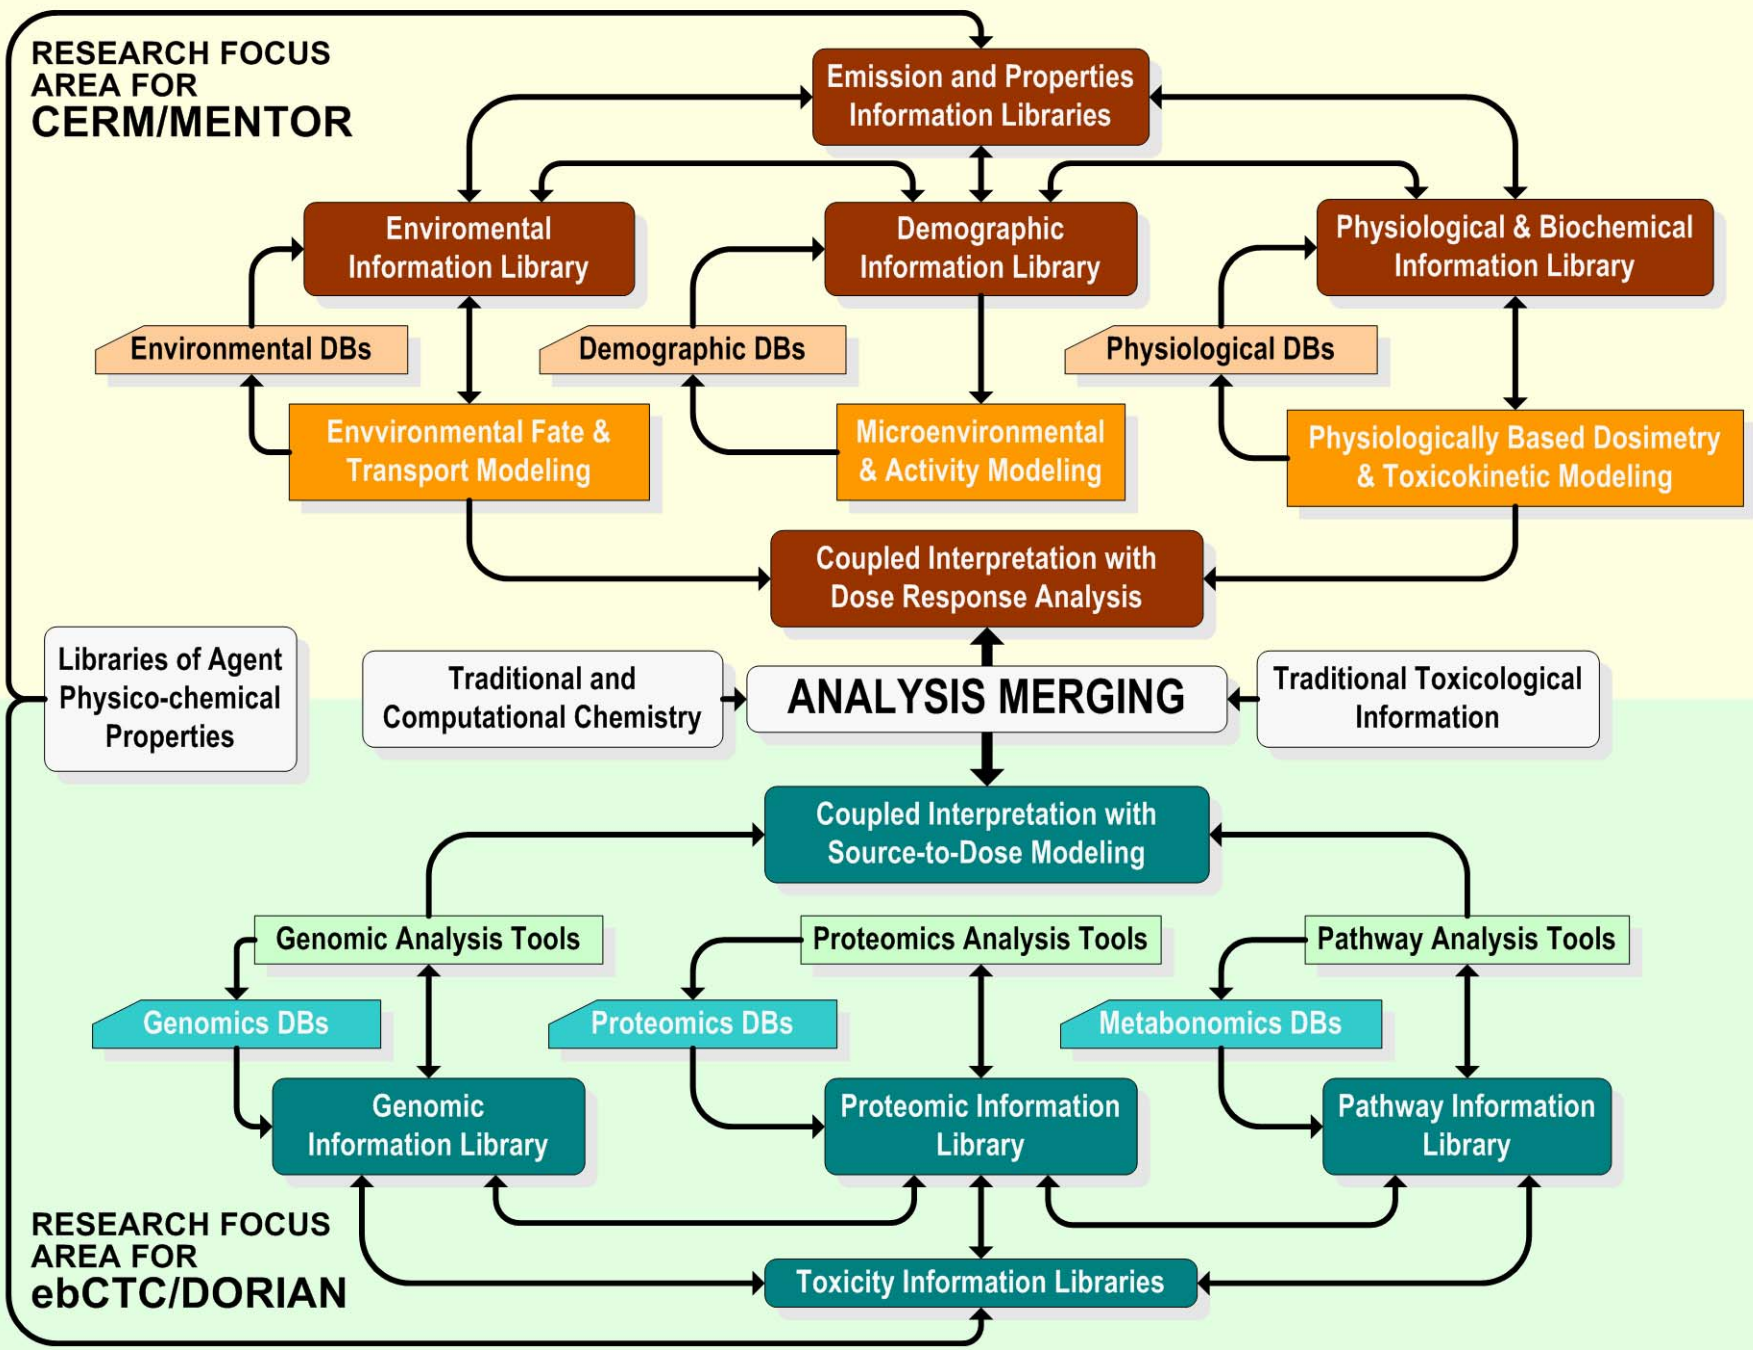 RESEARCH FOCUS
AREA FOR
CERM/MENTOR
Emission and Properties
Information Libraries
Enviromental
Information Library
Demographic
Information Library
Physiological & Biochemical
Information Library
Environmental DBs
Demographic DBs
Physiological DBs
Envvironmental Fate &
Transport Modeling
Microenvironmental
& Activity Modeling
Physiologically Based Dosimetry
& Toxicokinetic Modeling
Coupled Interpretation with
Dose Response Analysis
Libraries of Agent
Physico-chemical
Properties
Traditional and
Computational Chemistry
ANALYSIS MERGING
Traditional Toxicological
Information
Coupled Interpretation with
Source-to-Dose Modeling
Genomic Analysis Tools
Proteomics Analysis Tools
Pathway Analysis Tools
Genomics DBs
Proteomics DBs
Metabonomics DBs
Genomic
Information Library
Proteomic Information
Library
Pathway Information
Library
RESEARCH FOCUS
AREA FOR
ebCTC/DORIAN
Toxicity Information Libraries